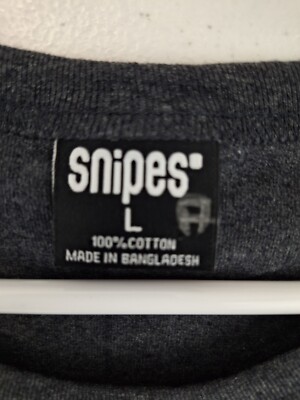 snipes
L
100% COTTON
MADE IN BANGLADESH